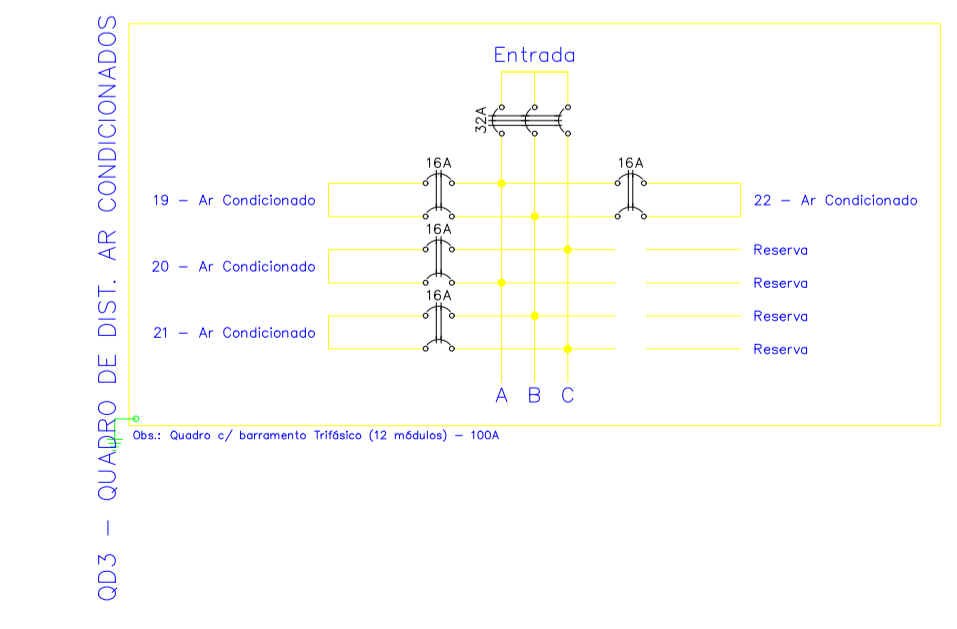 QD3 – QUADRO DE DIST. AR CONDICIONADOS
Entrada
32A
16A
16A
19 – Ar Condicionado
22 – Ar Condicionado
16A
Reserva
20 – Ar Condicionado
Reserva
16A
Reserva
21 – Ar Condicionado
Reserva
A B C
Obs.: Quadro c/ barramento Trifásico (12 módulos) – 100A